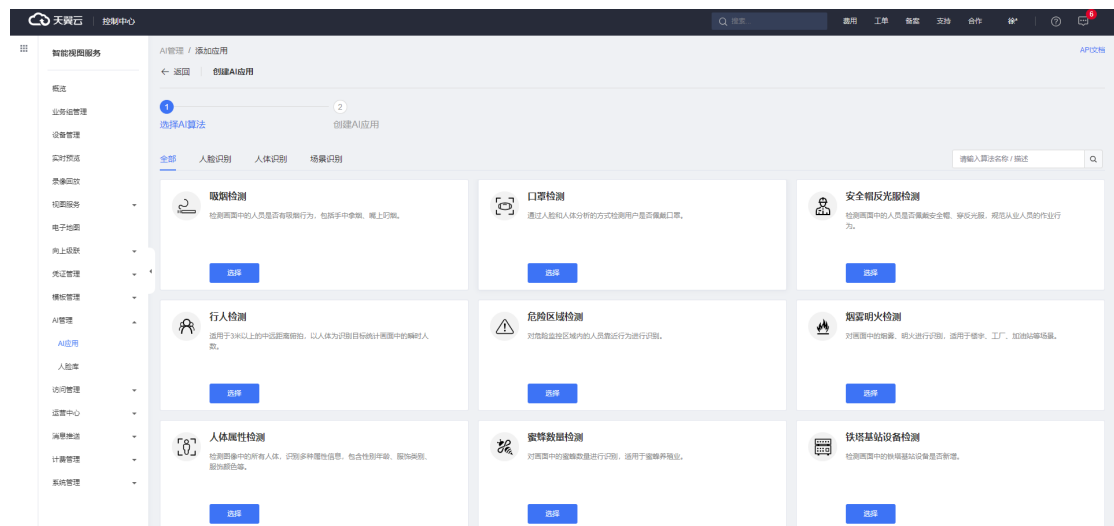 天翼云 控制中心 搜索... 费用 工单 备案 支持 合作 徐* 6
智能视图服务
概览
业务组管理
设备管理
实时预览
录像回放
视图服务
电子地图
向上级联
凭证管理
模板管理
AI管理
AI应用
人脸库
访问管理
运营中心
消息推送
计费管理
系统管理
AI管理 / 添加应用 API文档
← 返回 创建AI应用
1 2
选择AI算法 创建AI应用
全部 人脸识别 人体识别 场景识别 请输入算法名称 / 描述
吸烟检测
检测画面中的人员是否有吸烟行为，包括手中拿烟、嘴上叼烟。
选择
口罩检测
通过人脸和人体分析的方式检测用户是否佩戴口罩。
选择
安全帽反光服检测
检测画面中的人员是否佩戴安全帽、穿反光服，规范从业人员的作业行
为。
选择
行人检测
适用于3米以上的中远距离俯拍，以人体为识别目标统计画面中的瞬时人
数。
选择
危险区域检测
对危险监控区域内的人员靠近行为进行识别。
选择
烟雾明火检测
对画面中的烟雾、明火进行识别，适用于楼宇、工厂、加油站等场景。
选择
人体属性检测
检测图像中的所有人体，识别多种属性信息，包含性别年龄、服饰类别、
服饰颜色等。
选择
蜜蜂数量检测
对画面中的蜜蜂数量进行识别，适用于蜜蜂养殖业。
选择
铁塔基站设备检测
检测画面中的铁塔基站设备是否新增。
选择